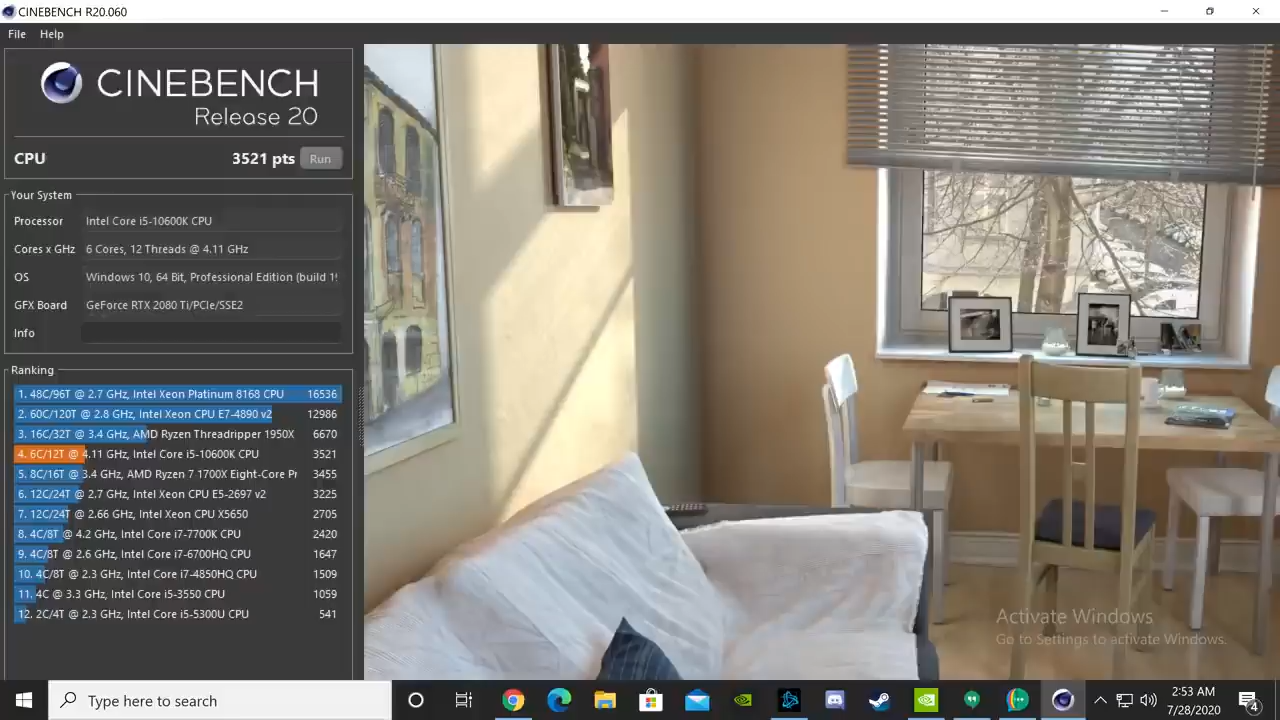 CINEBENCH R20.060
File Help
CINEBENCH
Release 20
CPU 3521 pts Run
Your System
Processor Intel Core i5-10600K CPU
Cores x GHz 6 Cores, 12 Threads @ 4.11 GHz
OS Windows 10, 64 Bit, Professional Edition (build 1
GFX Board GeForce RTX 2080 Ti/PCIe/SSE2
Info
Ranking
1. 48C/96T @ 2.7 GHz, Intel Xeon Platinum 8168 CPU 16536
2. 60C/120T @ 2.8 GHz, Intel Xeon CPU E7-4890 v2 12986
3. 16C/32T @ 3.4 GHz, AMD Ryzen Threadripper 1950X 6670
4. 6C/12T @ 4.11 GHz, Intel Core i5-10600K CPU 3521
5. 8C/16T @ 3.4 GHz, AMD Ryzen 7 1700X Eight-Core Pr 3455
6. 12C/24T @ 2.7 GHz, Intel Xeon CPU E5-2697 v2 3225
7. 12C/24T @ 2.66 GHz, Intel Xeon CPU X5650 2705
8. 4C/8T @ 4.2 GHz, Intel Core i7-7700K CPU 2420
9. 4C/8T @ 2.6 GHz, Intel Core i7-6700HQ CPU 1647
10. 4C/8T @ 2.3 GHz, Intel Core i7-4850HQ CPU 1509
11. 4C @ 3.3 GHz, Intel Core i5-3550 CPU 1059
12. 2C/4T @ 2.3 GHz, Intel Core i5-5300U CPU 541
Activate Windows
Go to Settings to activate Windows.
Type here to search
2:53 AM
7/28/2020
4